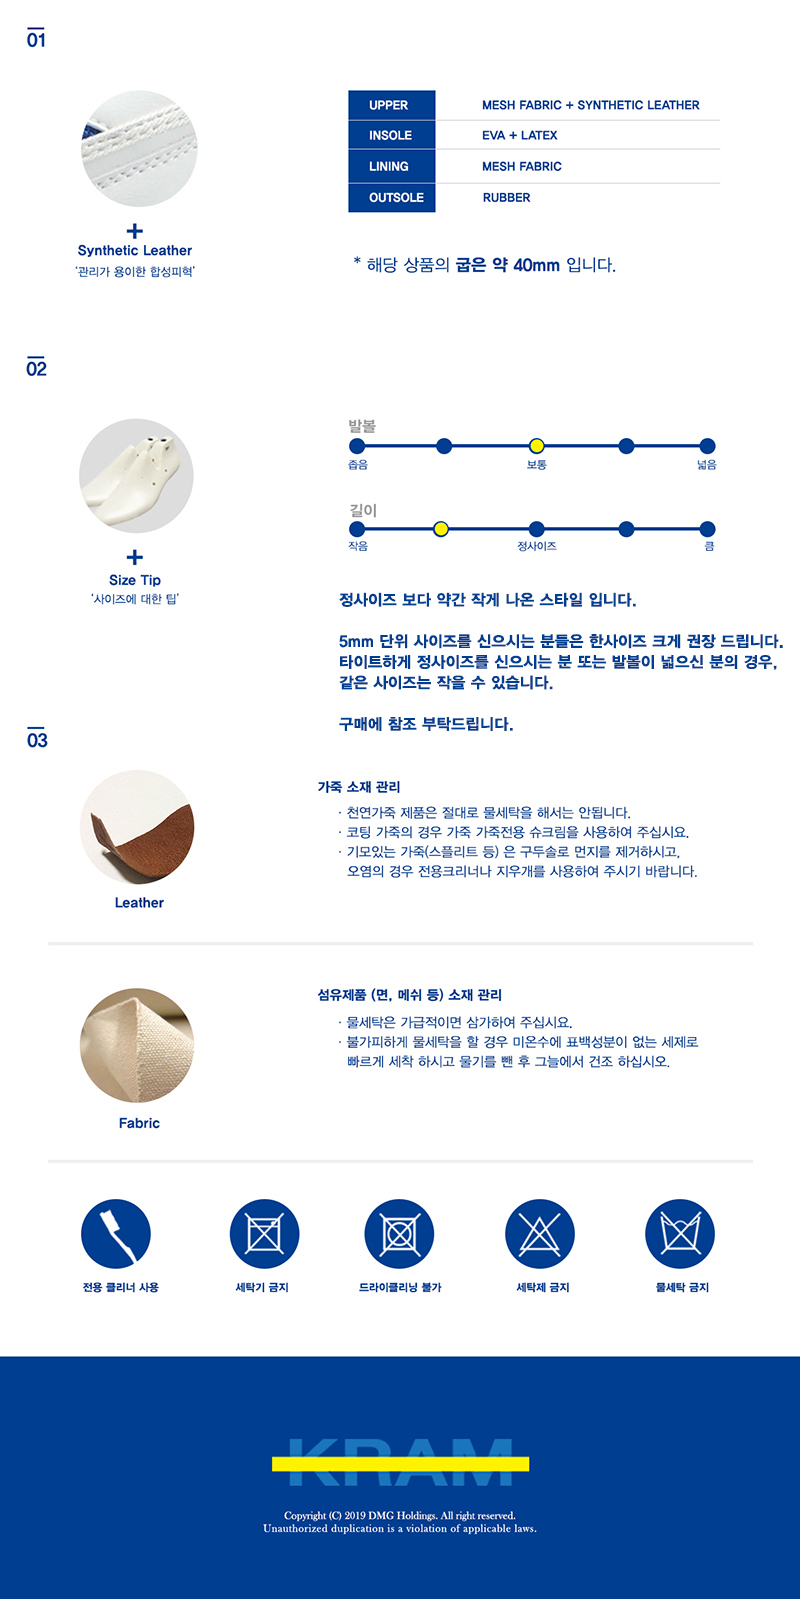 01
UPPER MESH FABRIC + SYNTHETIC LEATHER
INSOLE EVA + LATEX
LINING MESH FABRIC
OUTSOLE RUBBER
+
Synthetic Leather
'관리가 용이한 합성피혁'
* 해당 상품의 굽은 약 40mm 입니다.
02
발볼
좁음 보통 넓음
길이
작음 정사이즈 큼
+
Size Tip
'사이즈에 대한 팁'
정사이즈 보다 약간 작게 나온 스타일 입니다.
5mm 단위 사이즈를 신으시는 분들은 한사이즈 크게 권장 드립니다.
타이트하게 정사이즈를 신으시는 분 또는 발볼이 넓으신 분의 경우,
같은 사이즈는 작을 수 있습니다.
구매에 참조 부탁드립니다.
03
Leather
가죽 소재 관리
· 천연가죽 제품은 절대로 물세탁을 해서는 안됩니다.
· 코팅 가죽의 경우 가죽 가죽전용 슈크림을 사용하여 주십시요.
· 기모있는 가죽(스플리트 등) 은 구두솔로 먼지를 제거하시고,
오염의 경우 전용크리너나 지우개를 사용하여 주시기 바랍니다.
Fabric
섬유제품 (면, 메쉬 등) 소재 관리
· 물세탁은 가급적이면 삼가하여 주십시요.
· 불가피하게 물세탁을 할 경우 미온수에 표백성분이 없는 세제로
빠르게 세착 하시고 물기를 뺀 후 그늘에서 건조 하십시오.
전용 클리너 사용
세탁기 금지
드라이클리닝 불가
세탁제 금지
물세탁 금지
KRAM
Copyright (C) 2019 DMG Holdings. All right reserved.
Unauthorized duplication is a violation of applicable laws.